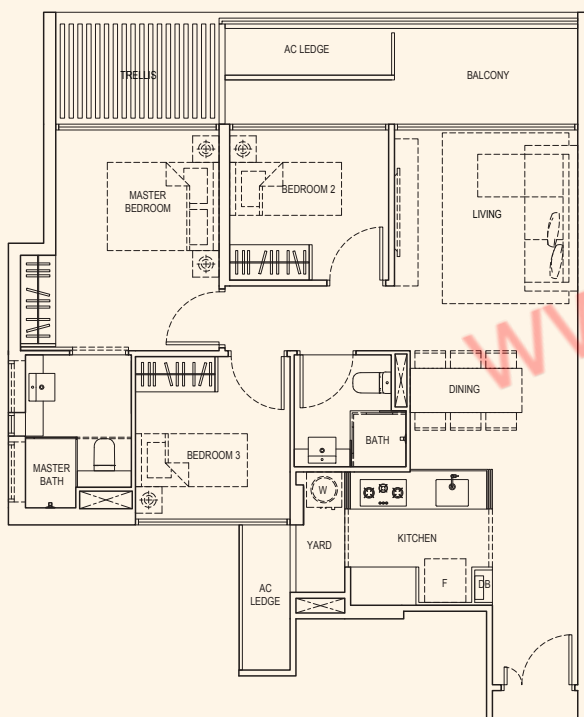 AC LEDGE
TRELLIS
BALCONY
MASTER
BEDROOM
BEDROOM 2
LIVING
DINING
BATH
BEDROOM 3
MASTER
BATH
W
YARD
KITCHEN
F
DB
AC
LEDGE